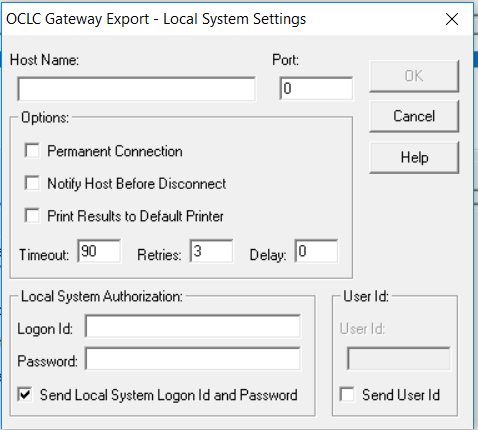 OCLC Gateway Export - Local System Settings
Host Name: Port:
0
OK
Options:
Cancel
Permanent Connection
Help
Notify Host Before Disconnect
Print Results to Default Printer
Timeout: 90 Retries: 3 Delay: 0
Local System Authorization:
Logon Id:
Password:
Send Local System Logon Id and Password
User Id:
User Id:
Send User Id